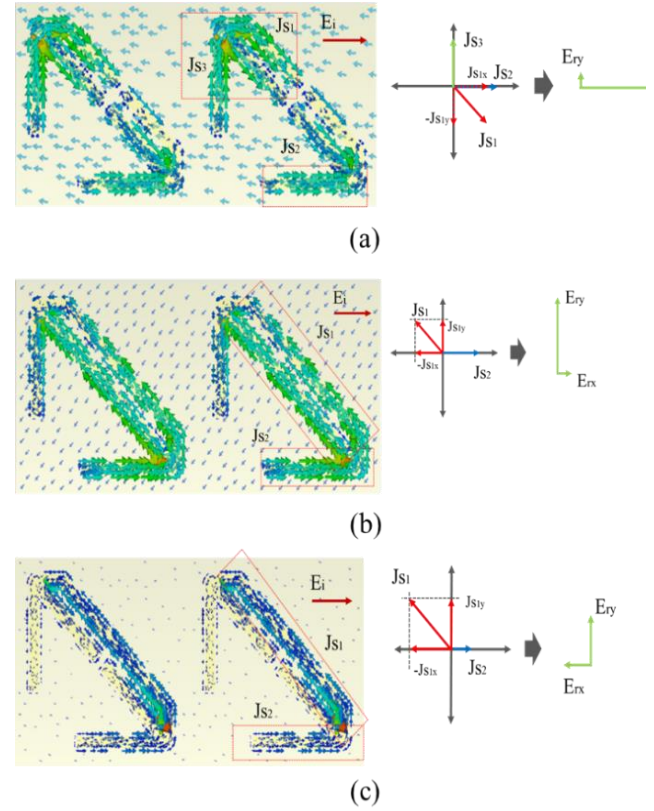 Js1 Ei Js3
Js3
Js1x Js2
Ery
-Js1y
Js1
Js2
(a)
Ei
Js1
Js1
Js1y
Ery
-Js1x
Js2
Erx
Js2
(b)
Ei
Js1
Js1
Js1y
Ery
-Js1x
Js2
Erx
Js2
(c)